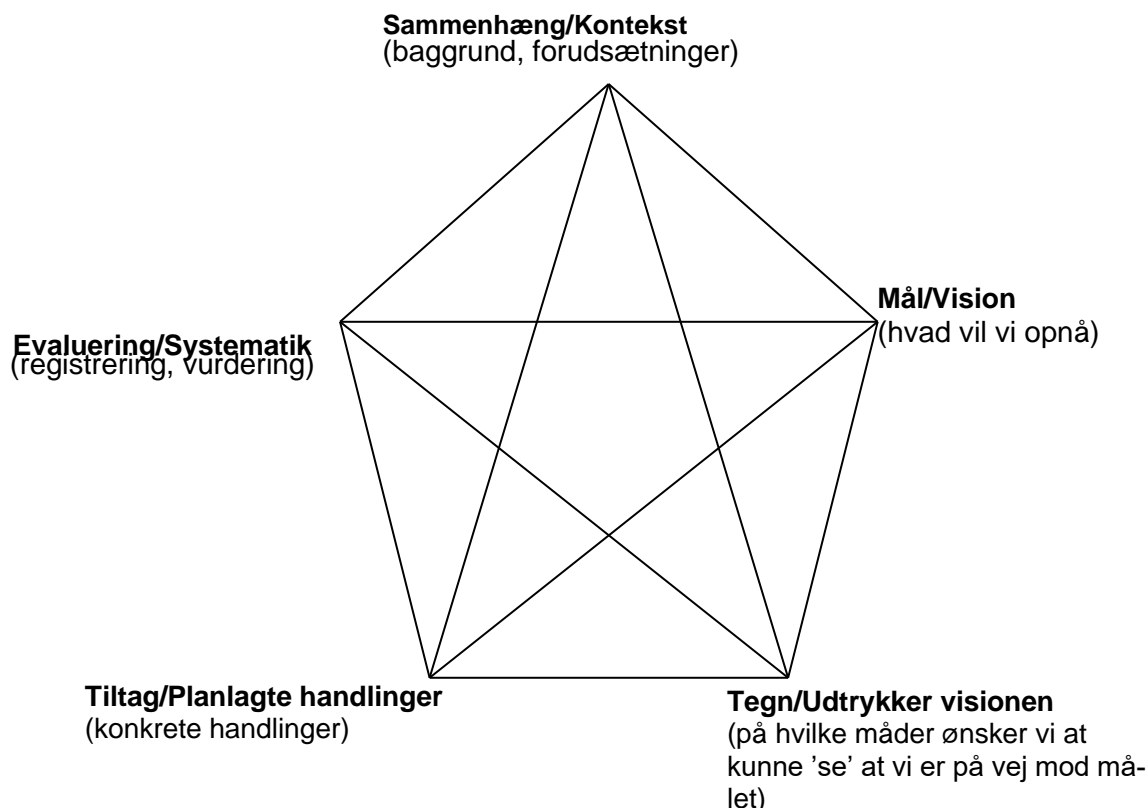 Sammenhæng/Kontekst
(baggrund, forudsætninger)
Mål/Vision
(hvad vil vi opnå)
Evaluering/Systematik
(registrering, vurdering)
Tiltag/Planlagte handlinger
(konkrete handlinger)
Tegn/Udtrykker visionen
(på hvilke måder ønsker vi at
kunne ’se’ at vi er på vej mod må-
let)